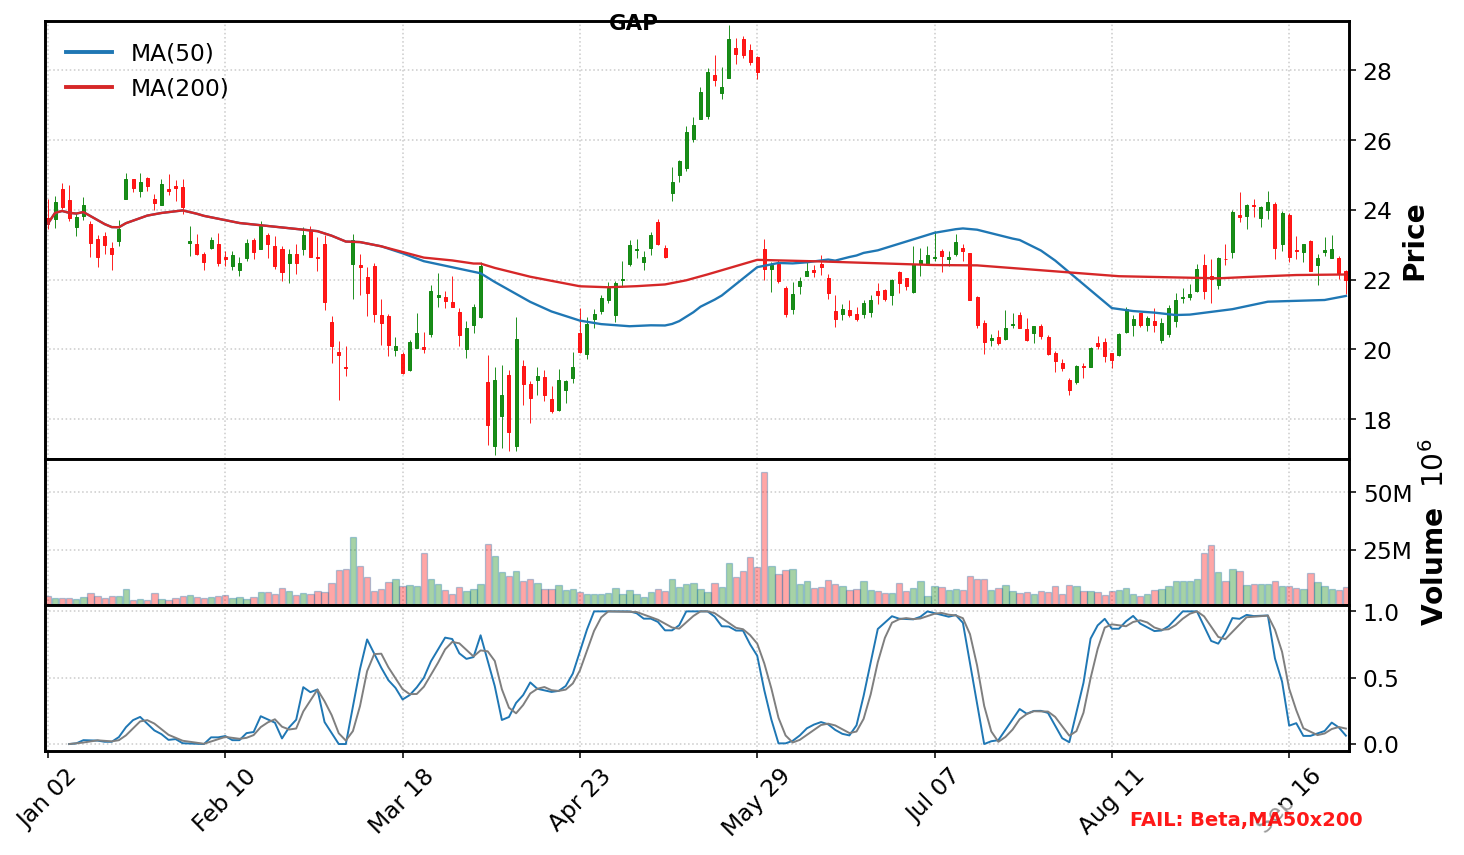 GAP
MA(50)
MA(200)
28
26
24
22
20
18
Price
50M
25M
Volume 10^6
1.0
0.5
0.0
Jan 02
Feb 10
Mar 18
Apr 23
May 29
Jul 07
Aug 11
Sep 16
FAIL: Beta,MA50x200